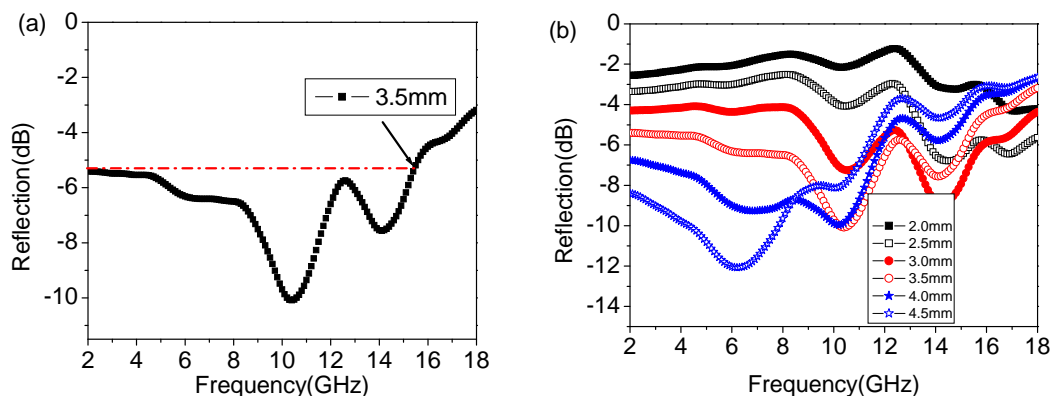 (a)
0
-2
-4
-6
-8
-10
Reflection(dB)
3.5mm
2 4 6 8 10 12 14 16 18
Frequency(GHz)
(b)
0
-2
-4
-6
-8
-10
-12
-14
Reflection(dB)
2.0mm
2.5mm
3.0mm
3.5mm
4.0mm
4.5mm
2 4 6 8 10 12 14 16 18
Frequency(GHz)